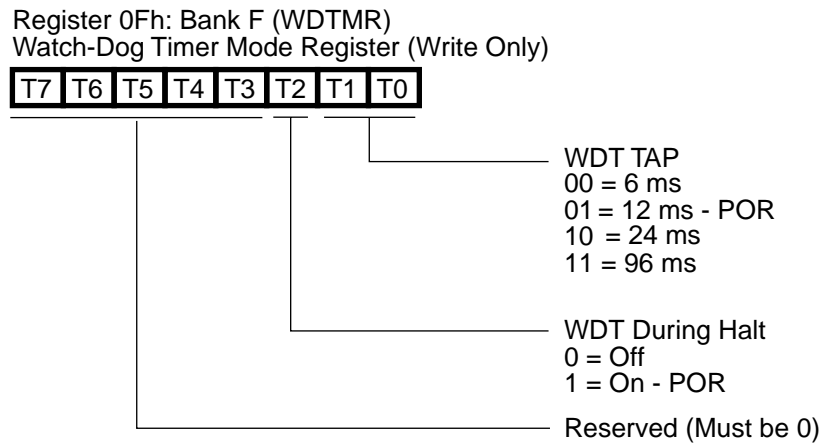 Register 0Fh: Bank F (WDTMR)
Watch-Dog Timer Mode Register (Write Only)
T7 T6 T5 T4 T3 T2 T1 T0
WDT TAP
00 = 6 ms
01 = 12 ms - POR
10 = 24 ms
11 = 96 ms
WDT During Halt
0 = Off
1 = On - POR
Reserved (Must be 0)